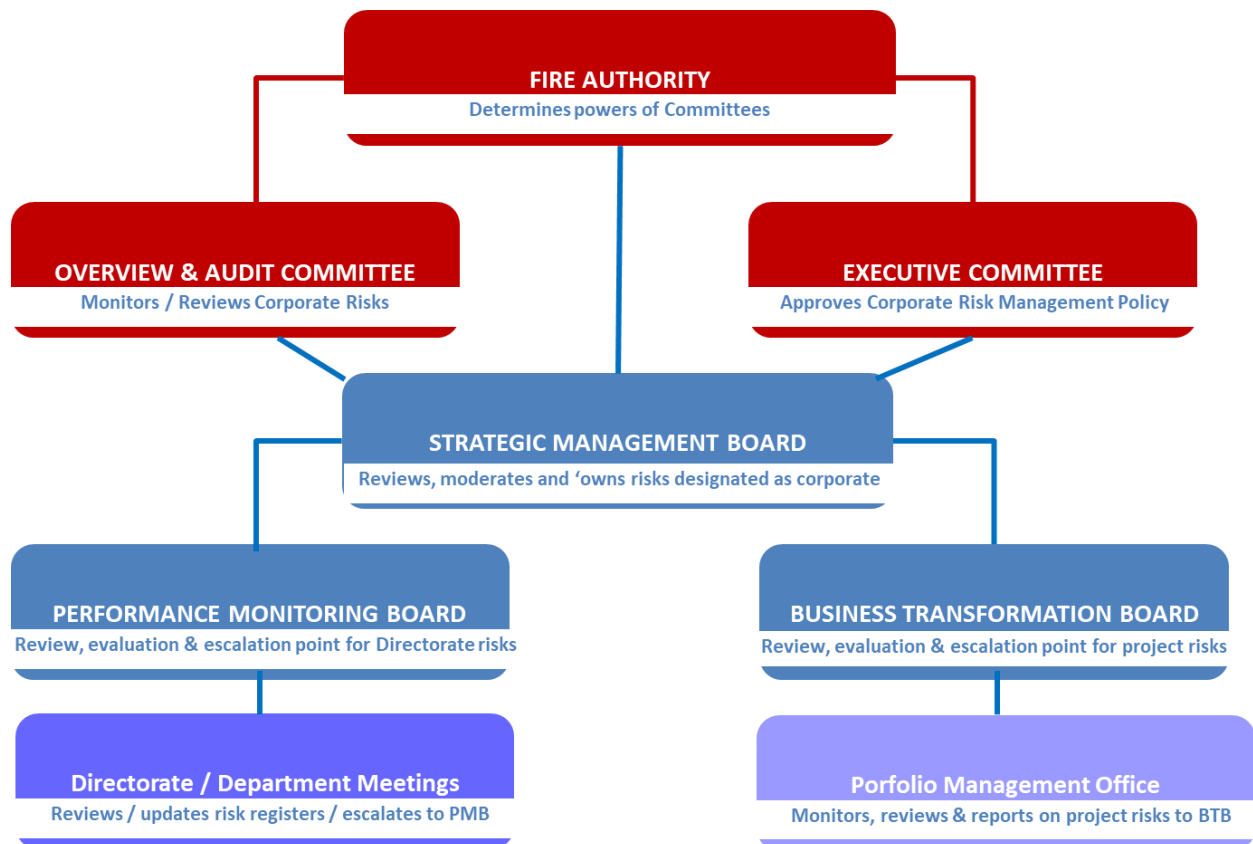 FIRE AUTHORITY
Determines powers of Committees
OVERVIEW & AUDIT COMMITTEE
Monitors / Reviews Corporate Risks
EXECUTIVE COMMITTEE
Approves Corporate Risk Management Policy
STRATEGIC MANAGEMENT BOARD
Reviews, moderates and ‘owns risks designated as corporate
PERFORMANCE MONITORING BOARD
Review, evaluation & escalation point for Directorate risks
BUSINESS TRANSFORMATION BOARD
Review, evaluation & escalation point for project risks
Directorate / Department Meetings
Reviews / updates risk registers / escalates to PMB
Porfolio Management Office
Monitors, reviews & reports on project risks to BTB